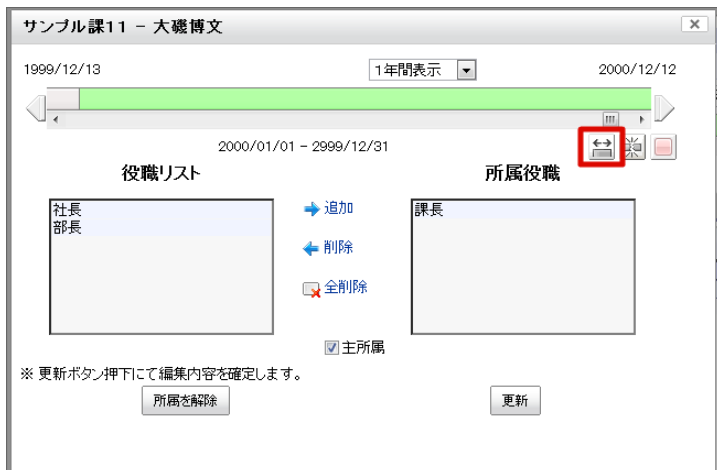 サンプル課11 - 大磯博文
1999/12/13 1年間表示 2000/12/12
2000/01/01 - 2999/12/31
役職リスト 所属役職
社長 追加 課長
部長
削除
全削除
主所属
※ 更新ボタン押下にて編集内容を確定します。
所属を解除 更新